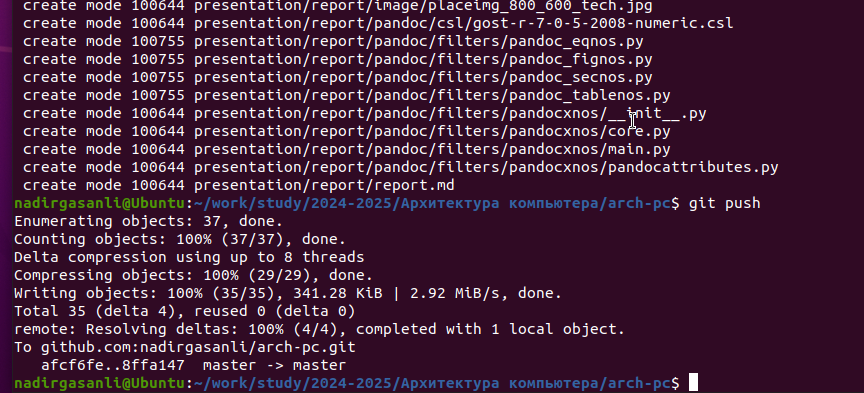 create mode 100644 presentation/report/image/placeimg_800_600_tech.jpg
create mode 100644 presentation/report/pandoc/csl/gost-r-7-0-5-2008-numeric.csl
create mode 100755 presentation/report/pandoc/filters/pandoc_eqnos.py
create mode 100755 presentation/report/pandoc/filters/pandoc_fignos.py
create mode 100755 presentation/report/pandoc/filters/pandoc_secnos.py
create mode 100755 presentation/report/pandoc/filters/pandoc_tablenos.py
create mode 100644 presentation/report/pandoc/filters/pandocxnos/__init__.py
create mode 100644 presentation/report/pandoc/filters/pandocxnos/core.py
create mode 100644 presentation/report/pandoc/filters/pandocxnos/main.py
create mode 100644 presentation/report/pandoc/filters/pandocxnos/pandocattributes.py
create mode 100644 presentation/report/report.md
nadirgasanli@Ubuntu:~/work/study/2024-2025/Архитектура компьютера/arch-pc$ git push
Enumerating objects: 37, done.
Counting objects: 100% (37/37), done.
Delta compression using up to 8 threads
Compressing objects: 100% (29/29), done.
Writing objects: 100% (35/35), 341.28 KiB | 2.92 MiB/s, done.
Total 35 (delta 4), reused 0 (delta 0)
remote: Resolving deltas: 100% (4/4), completed with 1 local object.
To github.com:nadirgasanli/arch-pc.git
afcf6fe..8ffa147  master -> master
nadirgasanli@Ubuntu:~/work/study/2024-2025/Архитектура компьютера/arch-pc$